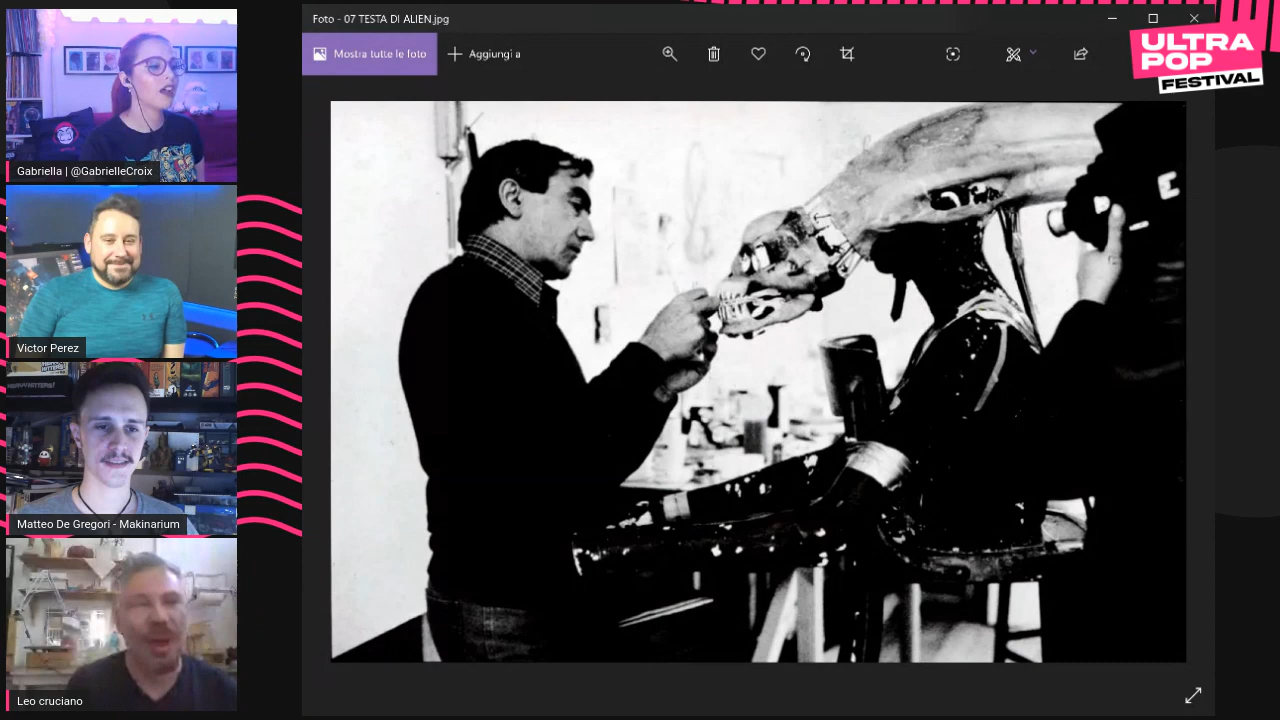 Foto - 07 TESTA DI ALIEN.jpg
Mostra tutte le foto
Aggiungi a
ULTRA
POP
FESTIVAL
Gabriella | @GabrielleCroix
Victor Perez
Matteo De Gregori - Makinarium
Leo cruciano